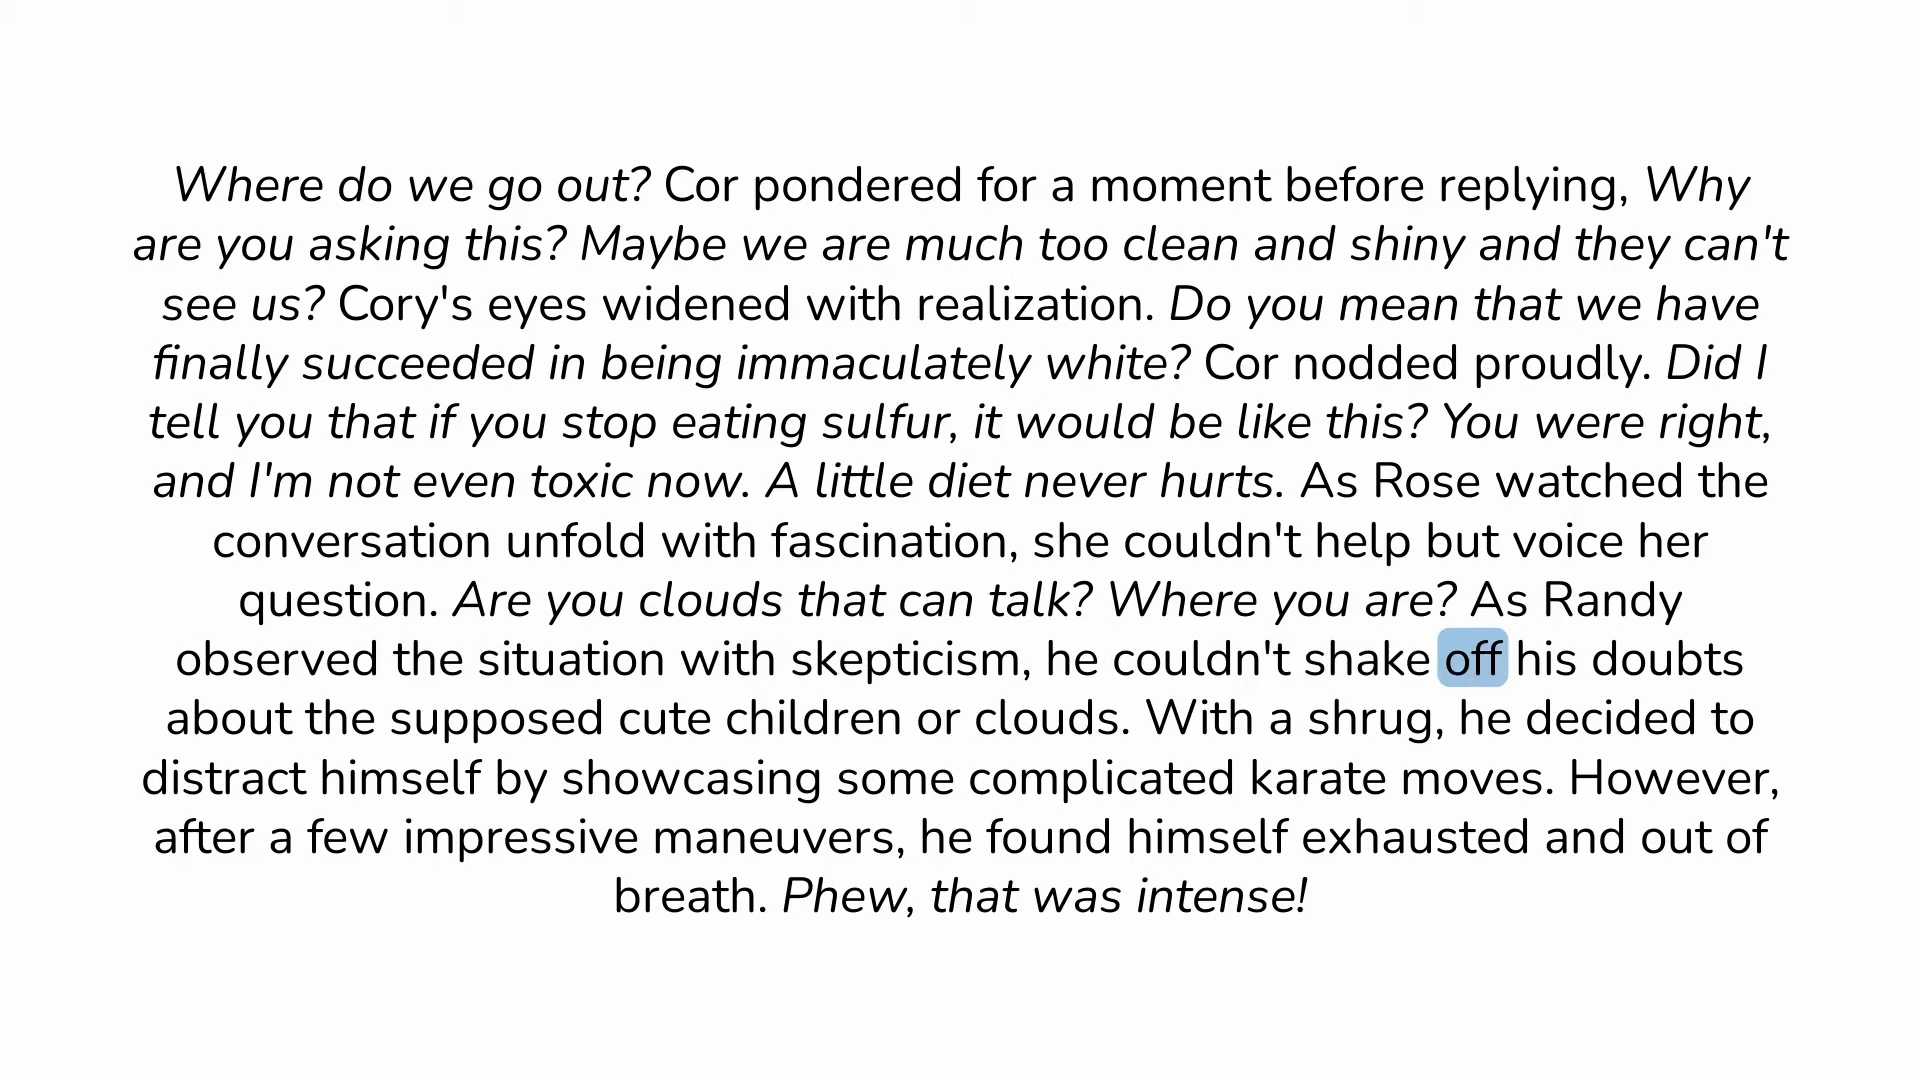 Where do we go out? Cor pondered for a moment before replying, Why
are you asking this? Maybe we are much too clean and shiny and they can't
see us? Cory's eyes widened with realization. Do you mean that we have
finally succeeded in being immaculately white? Cor nodded proudly. Did I
tell you that if you stop eating sulfur, it would be like this? You were right,
and I'm not even toxic now. A little diet never hurts. As Rose watched the
conversation unfold with fascination, she couldn't help but voice her
question. Are you clouds that can talk? Where you are? As Randy
observed the situation with skepticism, he couldn't shake off his doubts
about the supposed cute children or clouds. With a shrug, he decided to
distract himself by showcasing some complicated karate moves. However,
after a few impressive maneuvers, he found himself exhausted and out of
breath. Phew, that was intense!